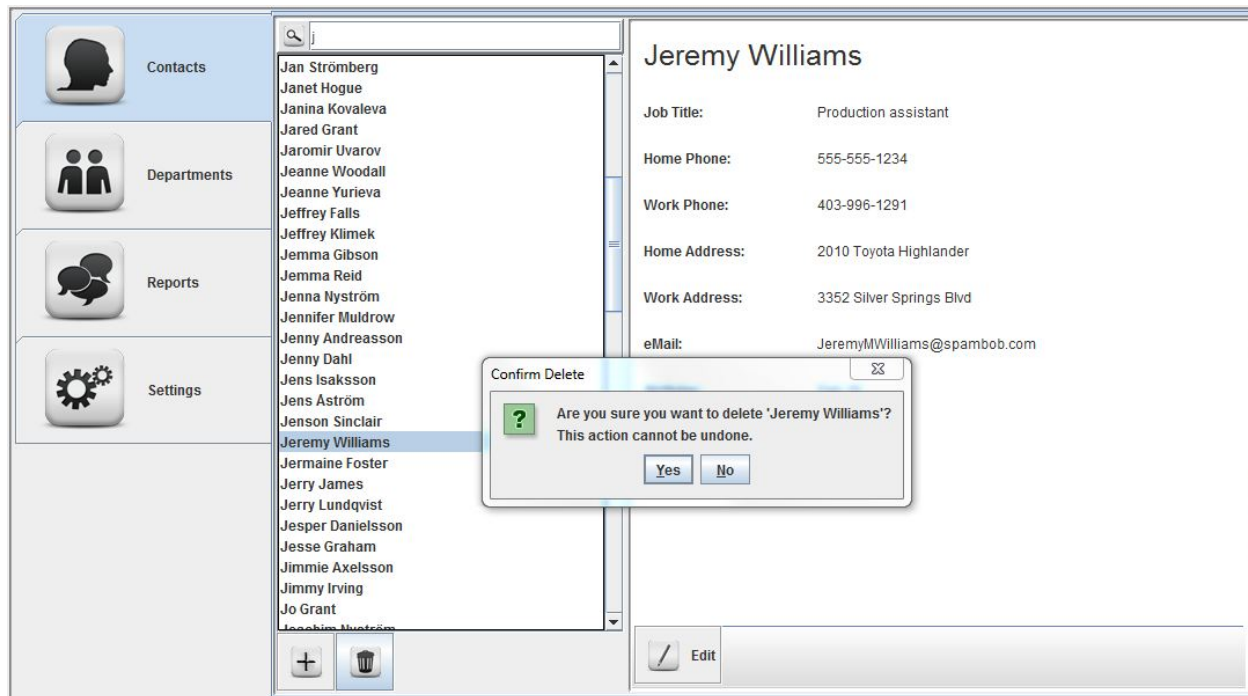 Contacts
Departments
Reports
Settings
j
Jan Strömberg
Janet Hogue
Janina Kovaleva
Jared Grant
Jaromir Uvarov
Jeanne Woodall
Jeanne Yurieva
Jeffrey Falls
Jeffrey Klimek
Jemma Gibson
Jemma Reid
Jenna Nyström
Jennifer Muldrow
Jenny Andreasson
Jenny Dahl
Jens Isaksson
Jens Åström
Jenson Sinclair
Jeremy Williams
Jermaine Foster
Jerry James
Jerry Lundqvist
Jesper Danielsson
Jesse Graham
Jimmie Axelsson
Jimmy Irving
Jo Grant
Joachim Nyström
Jeremy Williams
Job Title: Production assistant
Home Phone: 555-555-1234
Work Phone: 403-996-1291
Home Address: 2010 Toyota Highlander
Work Address: 3352 Silver Springs Blvd
eMail: JeremyMWilliams@spambob.com
Confirm Delete
?
Are you sure you want to delete 'Jeremy Williams'?
This action cannot be undone.
Yes No
Edit